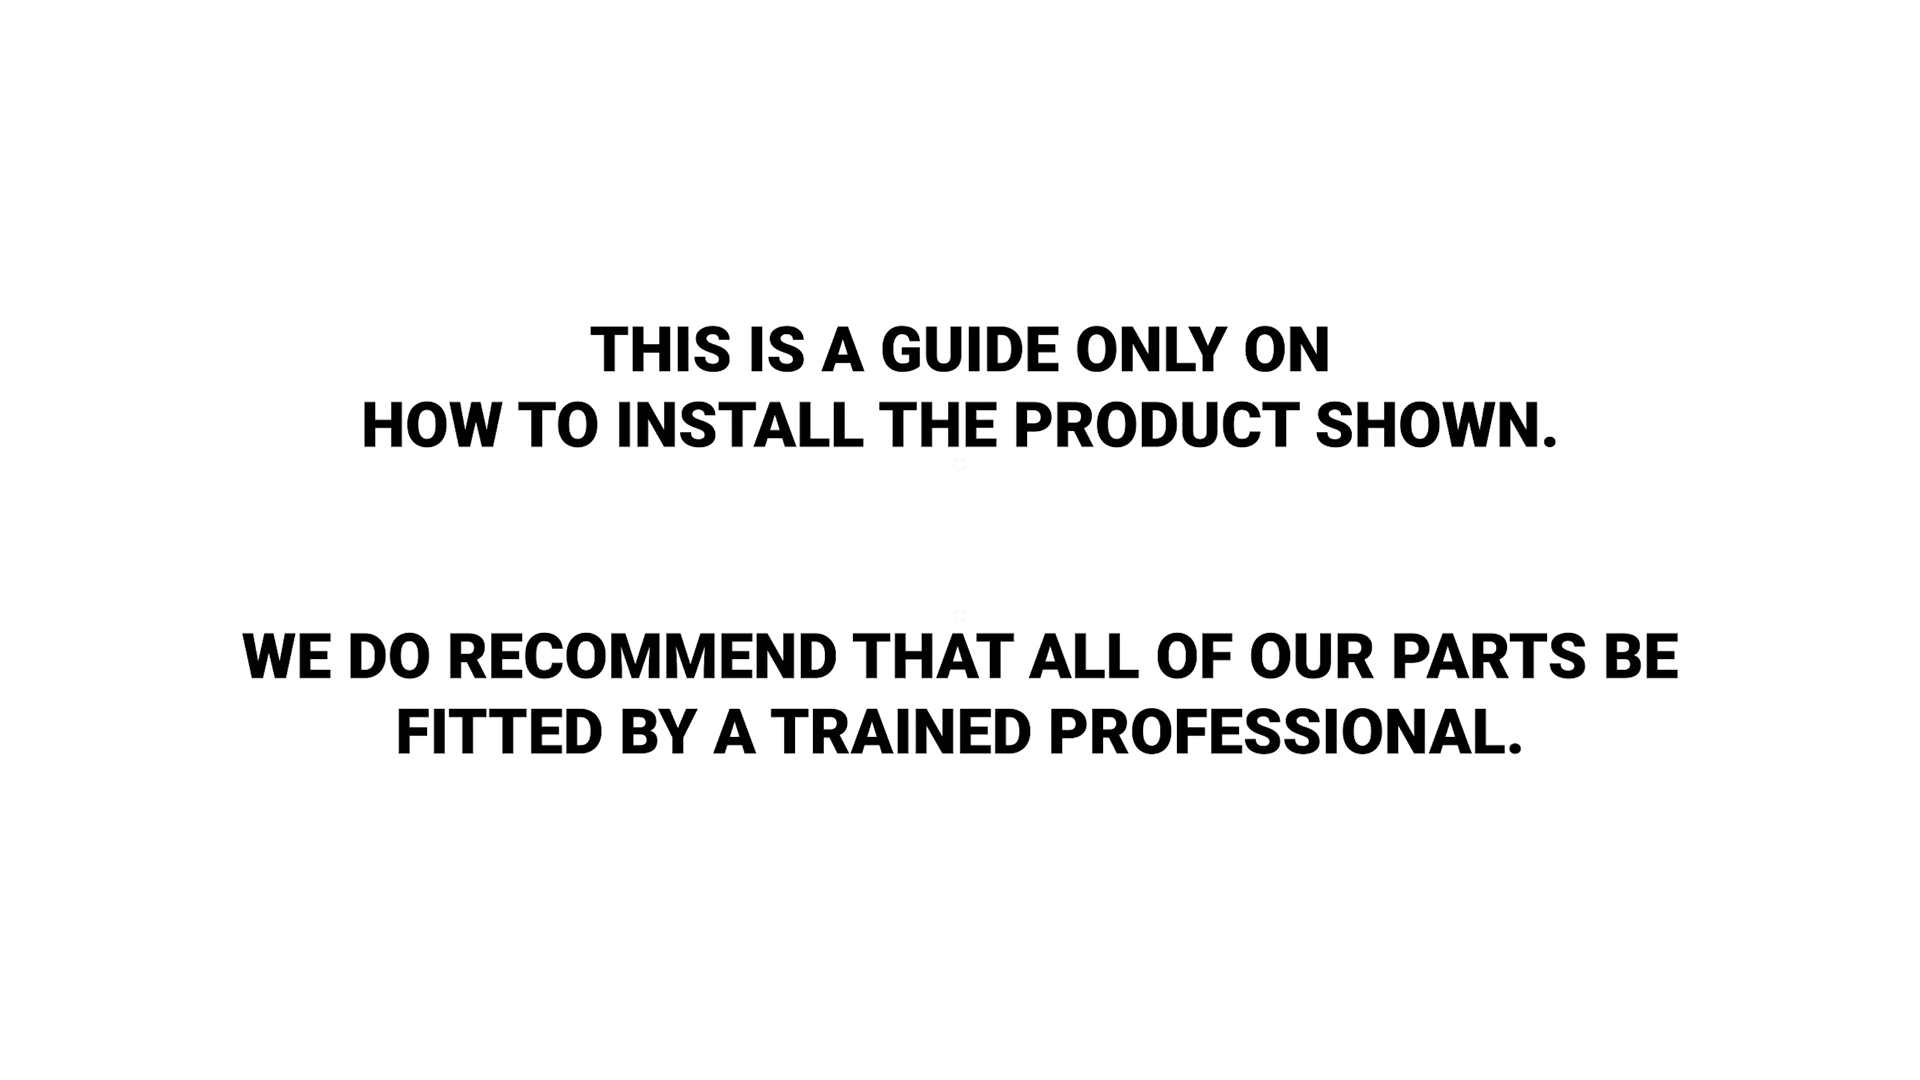 THIS IS A GUIDE ONLY ON
HOW TO INSTALL THE PRODUCT SHOWN.
WE DO RECOMMEND THAT ALL OF OUR PARTS BE
FITTED BY A TRAINED PROFESSIONAL.